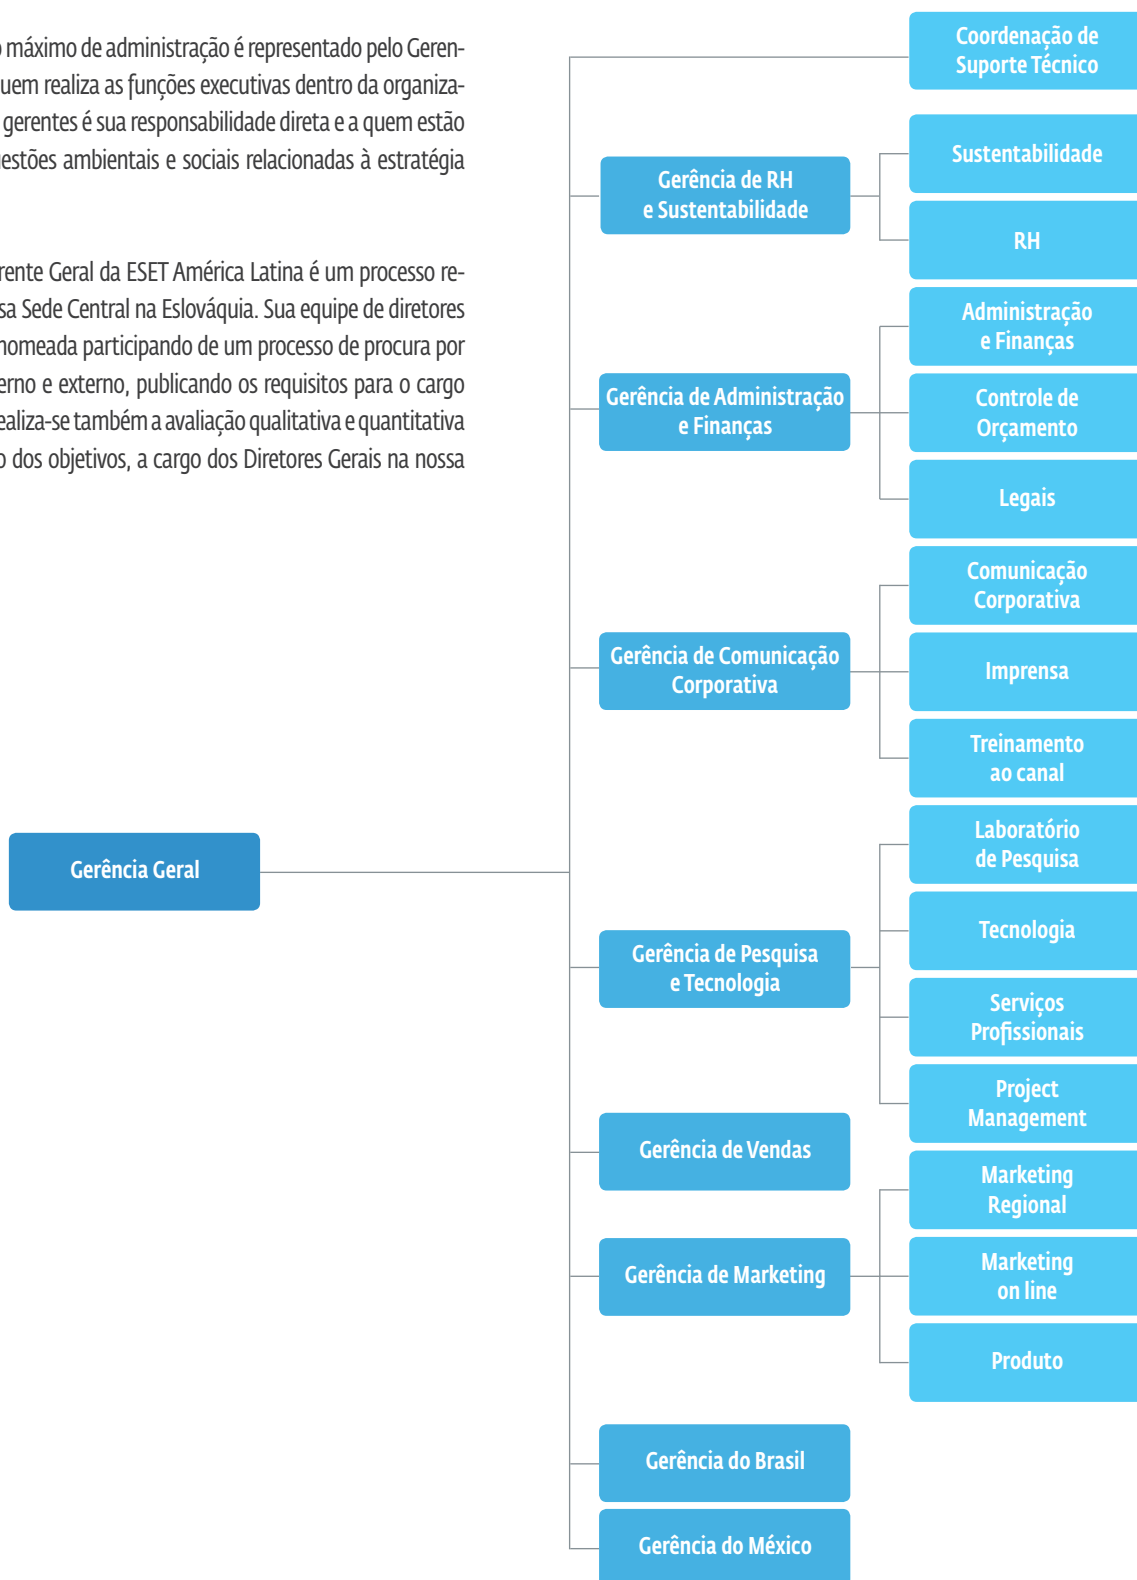 máximo de administração é representado pelo Geren-
quem realiza as funções executivas dentro da organiza-
gerentes é sua responsabilidade direta e a quem estão
ambientais e sociais relacionadas à estratégia
Geral da ESET América Latina é um processo re-
Sede Central na Eslováquia. Sua equipe de diretores
nomeada participando de um processo de procura por
e externo, publicando os requisitos para o cargo
realiza-se também a avaliação qualitativa e quantitativa
dos objetivos, a cargo dos Diretores Gerais na nossa
Gerência Geral
Coordenação de
Suporte Técnico
Gerência de RH
e Sustentabilidade
Sustentabilidade
RH
Gerência de Administração
e Finanças
Administração
e Finanças
Controle de
Orçamento
Legais
Gerência de Comunicação
Corporativa
Comunicação
Corporativa
Imprensa
Treinamento
ao canal
Gerência de Pesquisa
e Tecnologia
Laboratório
de Pesquisa
Tecnologia
Serviços
Profissionais
Project
Management
Gerência de Vendas
Gerência de Marketing
Marketing
Regional
Marketing
on line
Produto
Gerência do Brasil
Gerência do México